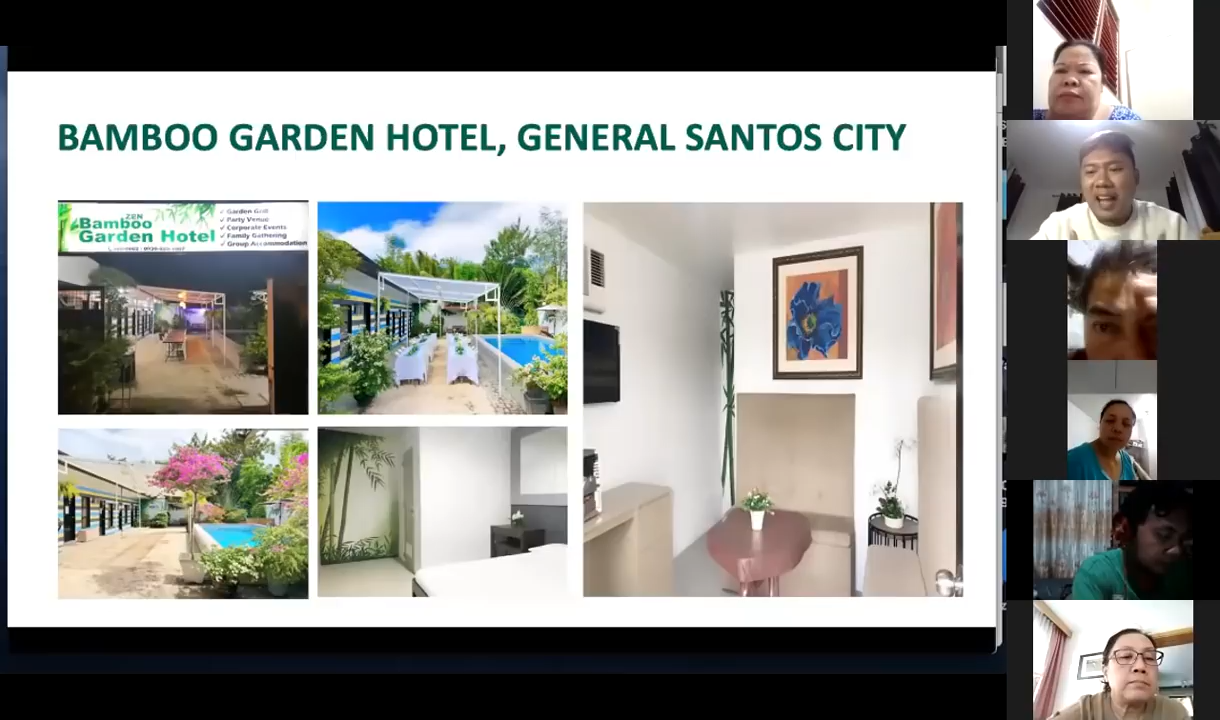 BAMBOO GARDEN HOTEL, GENERAL SANTOS CITY
ZEN
Bamboo
Garden Hotel
✓ Garden Grill
✓ Party Venue
✓ Corporate Events
✓ Family Gathering
✓ Group Accommodation